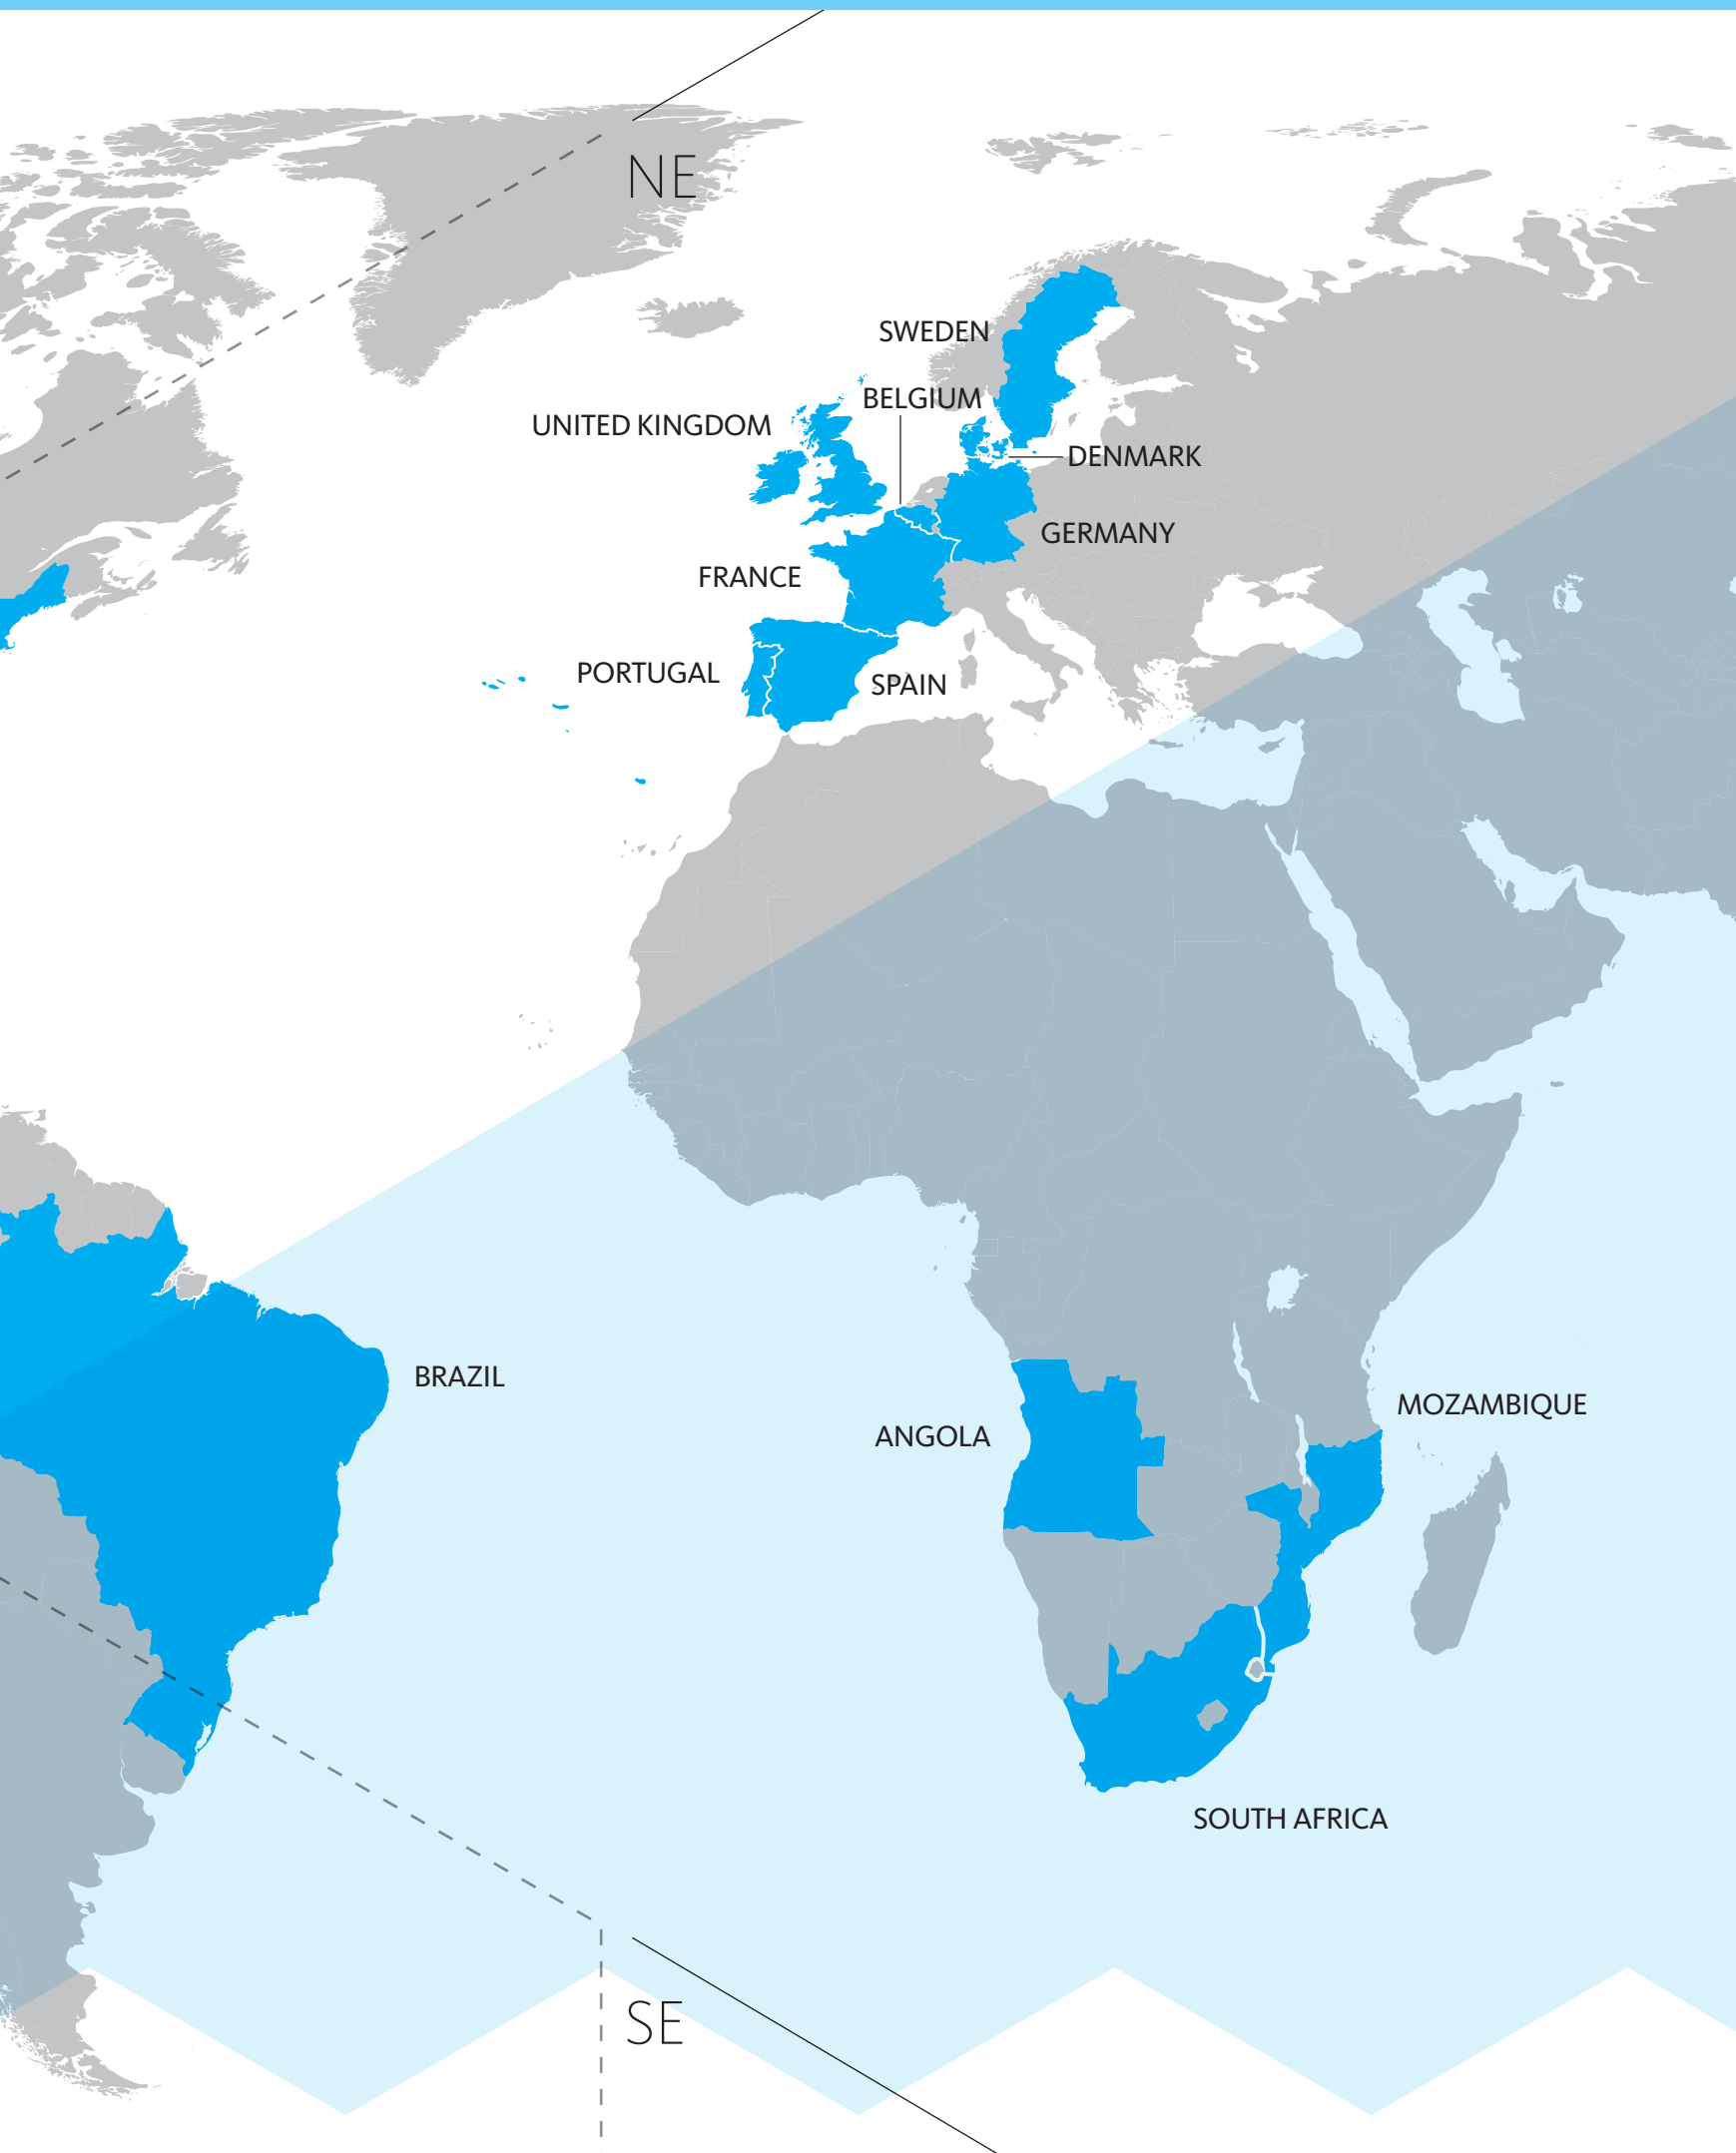 NE
SWEDEN
BELGIUM
UNITED KINGDOM
DENMARK
GERMANY
FRANCE
PORTUGAL
SPAIN
BRAZIL
MOZAMBIQUE
ANGOLA
SOUTH AFRICA
SE